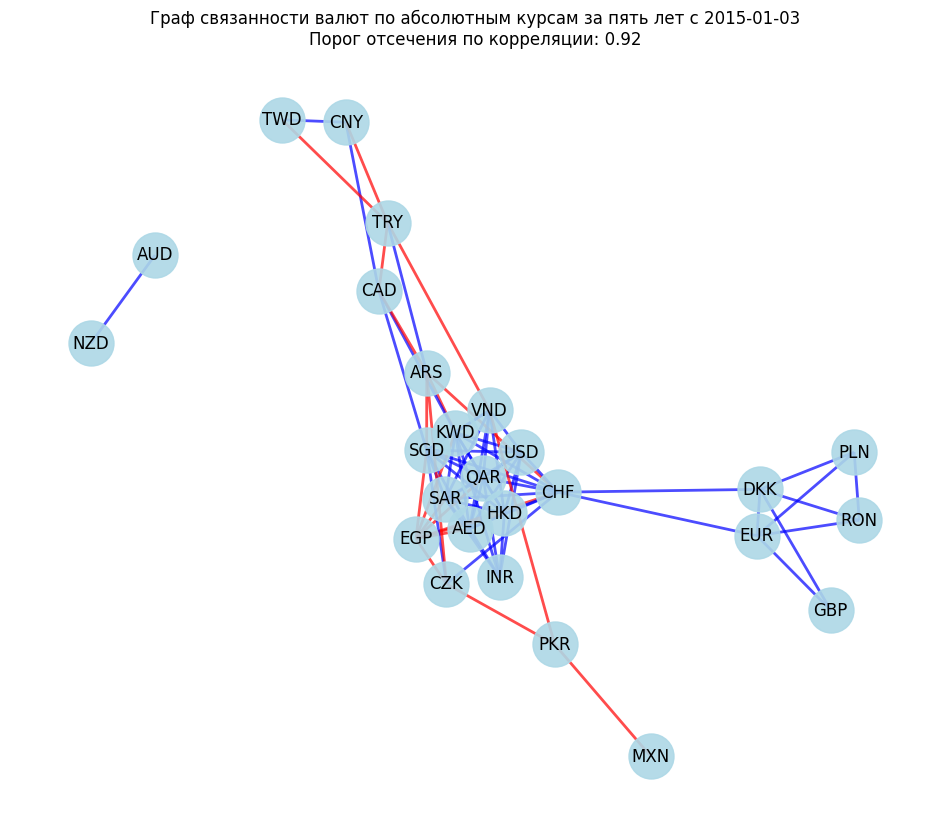 Граф связанности валют по абсолютным курсам за пять лет с 2015-01-03
Порог отсечения по корреляции: 0.92
TWD
CNY
TRY
AUD
CAD
NZD
ARS
VND
KWD
SGD
USD
PLN
QAR
DKK
CHF
SAR
HKD
RON
AED
EUR
EGP
INR
CZK
GBP
PKR
MXN